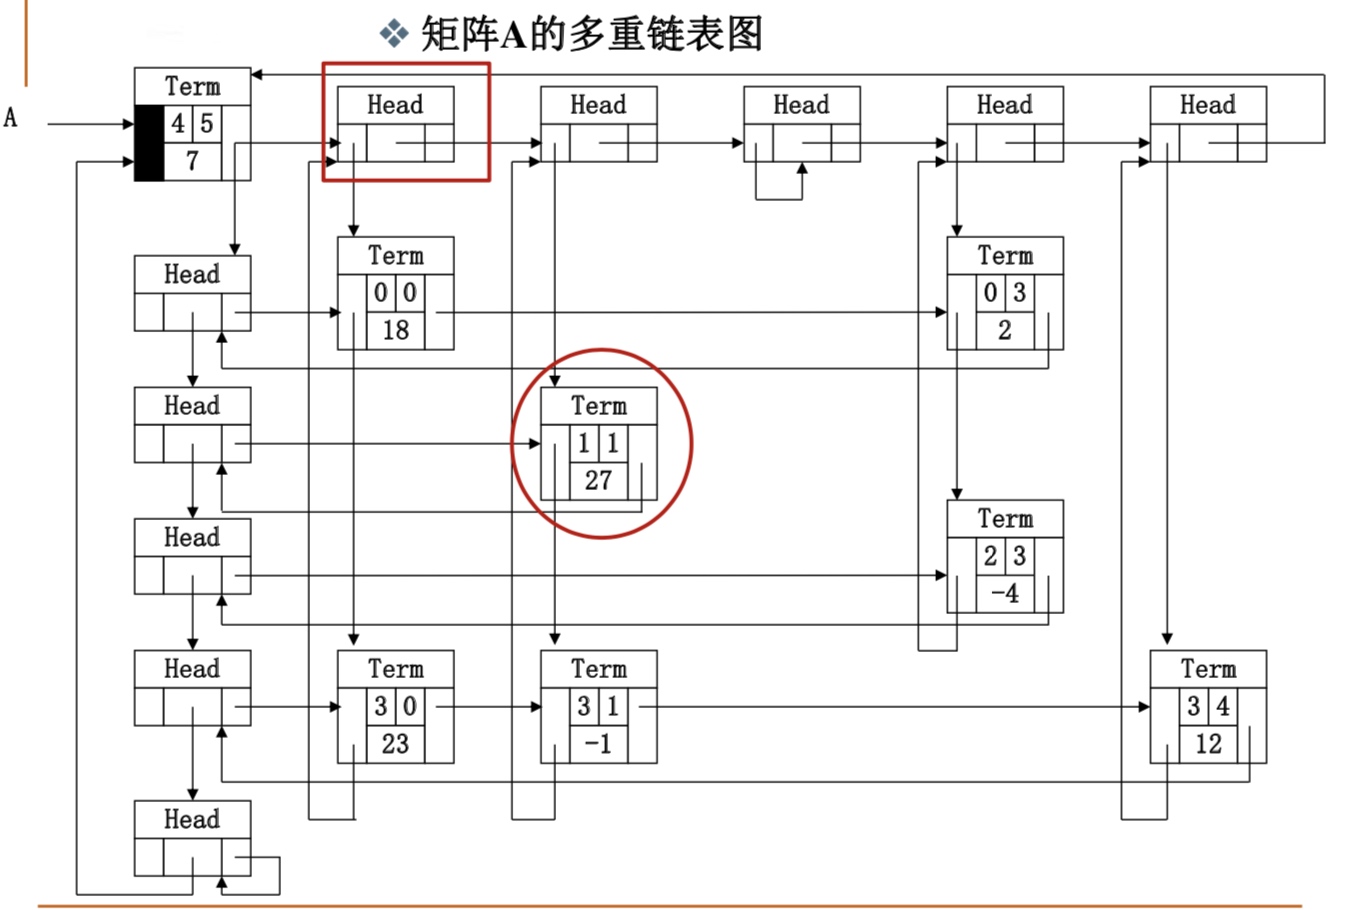 ❖ 矩阵A的多重链表图
Term
Head
Head
Head
Head
Head
A
4 5
7
Head
Term
0 0
18
Term
0 3
2
Head
Term
1 1
27
Head
Term
2 3
-4
Head
Term
3 0
23
Term
3 1
-1
Term
3 4
12
Head